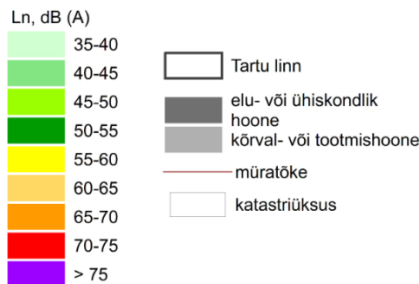 Ln, dB (A)
35-40
40-45
45-50
50-55
55-60
60-65
65-70
70-75
> 75
Tartu linn
elu- või ühiskondlik
hoone
kõrval- või tootmishoone
müratõke
katastriüksus